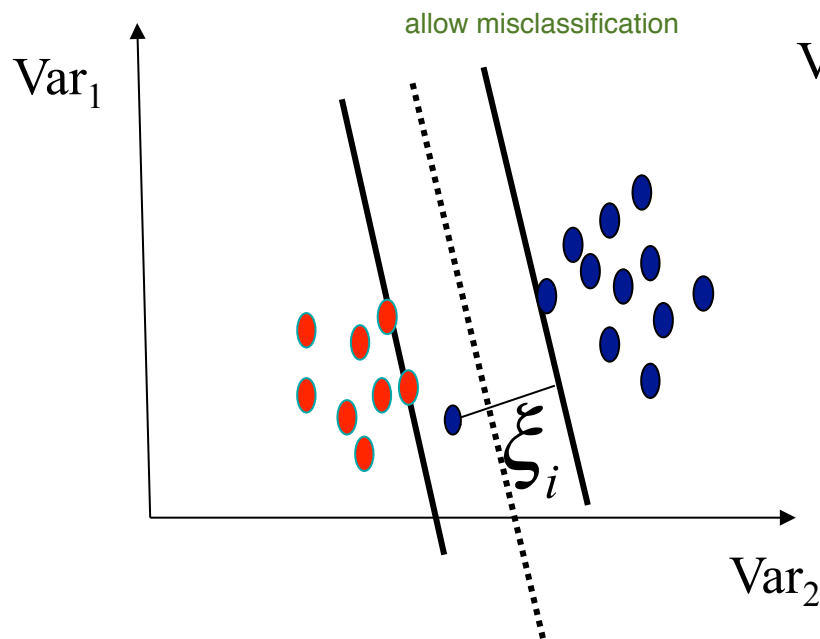 allow misclassification
V
Var₁
ξᵢ
Var₂